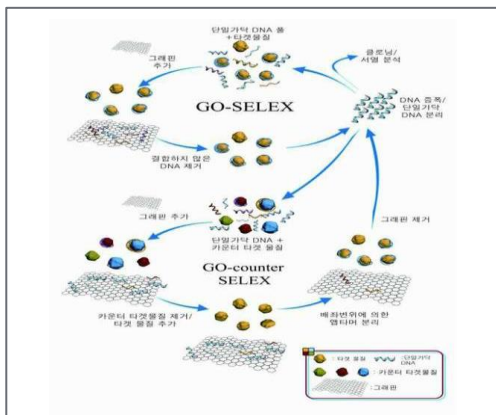 단일가닥 DNA 풀
+타겟물질
그래핀
추가
클로닝/
서열 분석
GO-SELEX
DNA 증폭/
단일가닥
DNA 분리
결합하지 않은
DNA 제거
그래핀 추가
단일가닥 DNA +
카운터 타겟 물질
그래핀 제거
GO-counter
SELEX
카운터 타겟물질 제거/
타겟 물질 추가
배좌변위에 의한
앱타머 분리
:타겟 물질
:단일가닥
DNA
:카운터 타겟물질
:그래핀